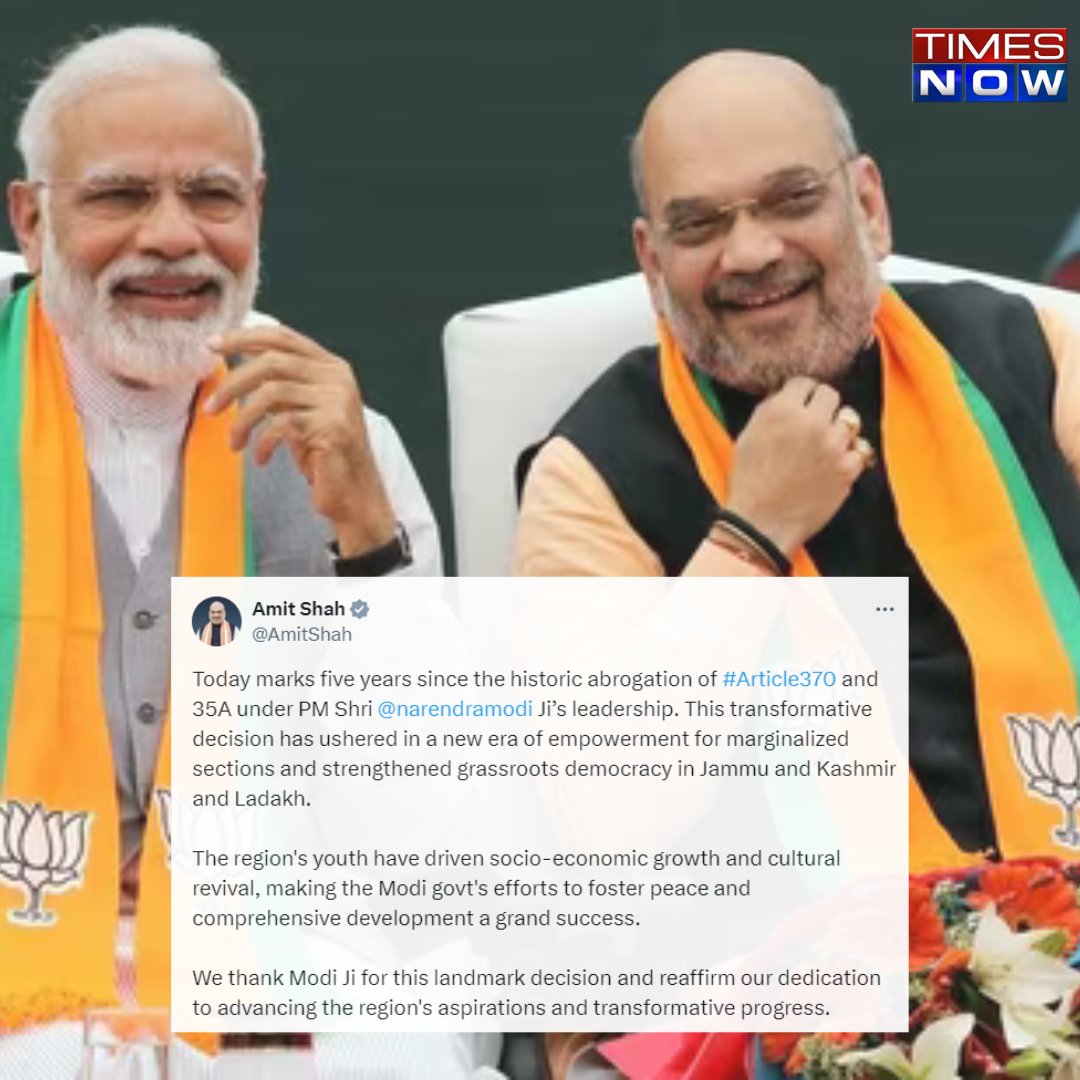 TIMES
NOW
Amit Shah
@AmitShah
Today marks five years since the historic abrogation of #Article370 and
35A under PM Shri @narendramodi Ji’s leadership. This transformative
decision has ushered in a new era of empowerment for marginalized
sections and strengthened grassroots democracy in Jammu and Kashmir
and Ladakh.
The region's youth have driven socio-economic growth and cultural
revival, making the Modi govt's efforts to foster peace and
comprehensive development a grand success.
We thank Modi Ji for this landmark decision and reaffirm our dedication
to advancing the region's aspirations and transformative progress.